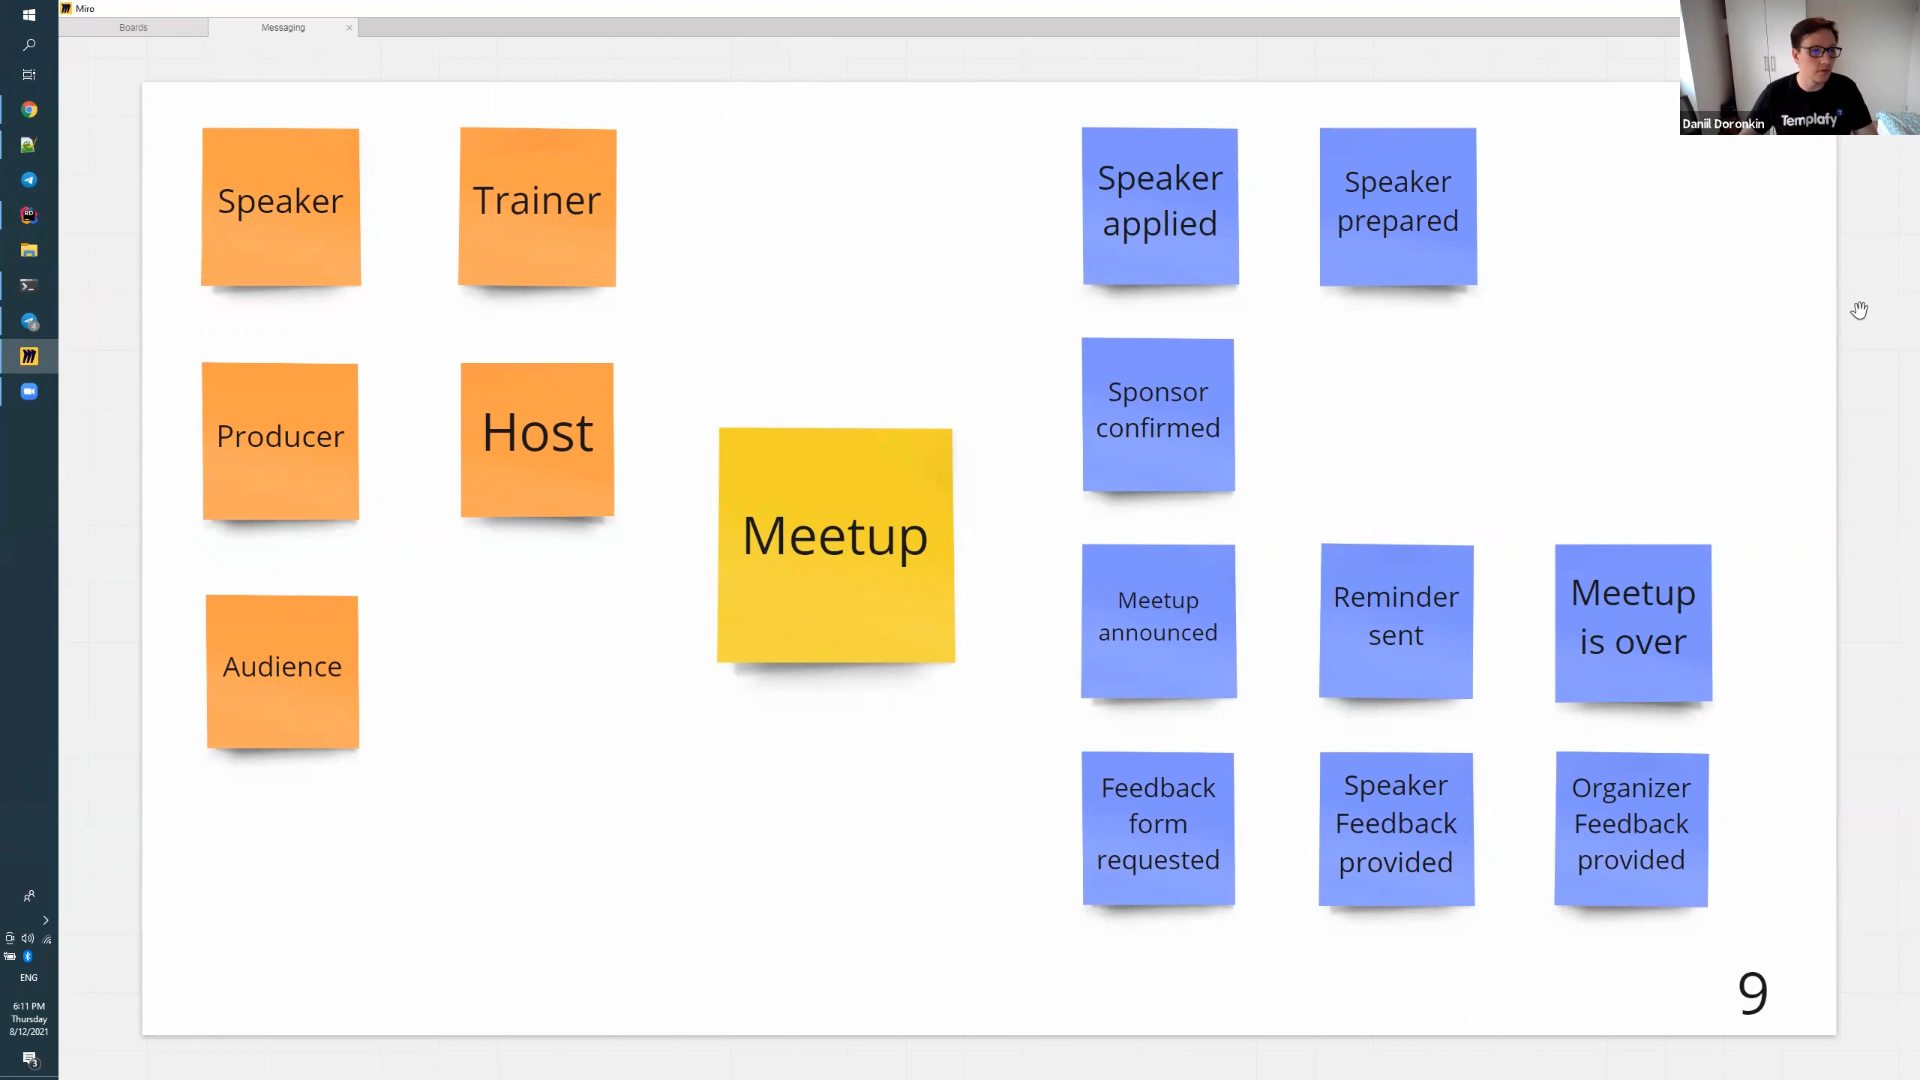 Miro
Boards
Messaging
Daniil Doronkin
Templafy
Speaker
Trainer
Producer
Host
Audience
Meetup
Speaker
applied
Speaker
prepared
Sponsor
confirmed
Meetup
announced
Reminder
sent
Meetup
is over
Feedback
form
requested
Speaker
Feedback
provided
Organizer
Feedback
provided
9
ENG
6:11 PM
Thursday
8/12/2021
3